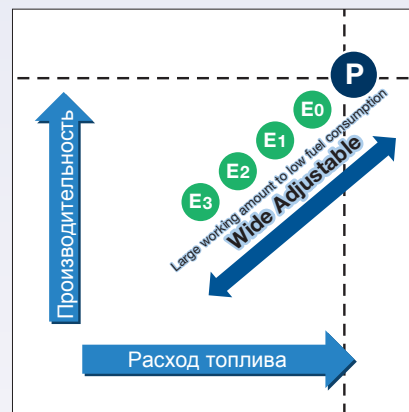 P
E0
E1
E2
E3
Large working amount to low fuel consumption
Wide Adjustable
Производительность
Расход топлива